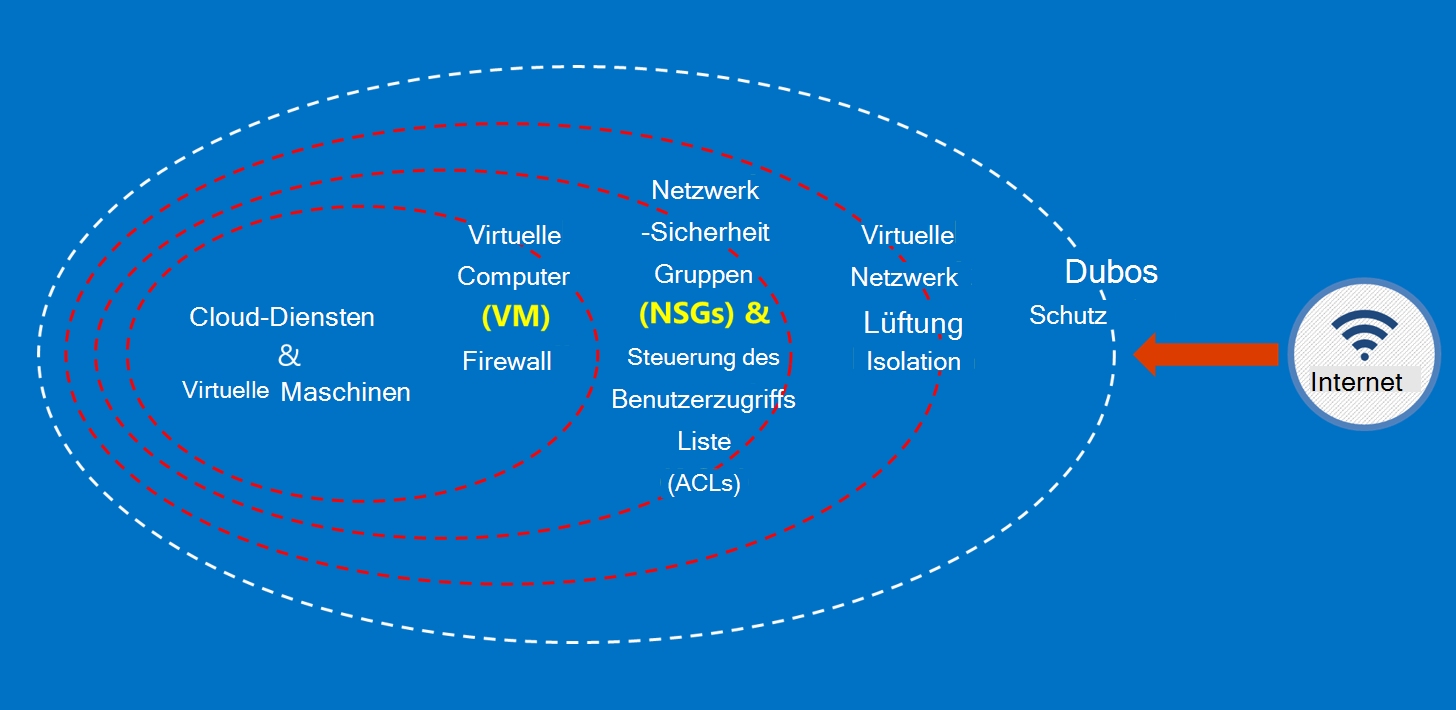 Cloud-Diensten
&
Virtuelle Maschinen
Virtuelle
Computer
(VM)
Firewall
Netzwerk
-Sicherheit
Gruppen
(NSGs) &
Steuerung des
Benutzerzugriffs
Liste
(ACLs)
Virtuelle
Netzwerk
Lüftung
Isolation
Dubos
Schutz
Internet